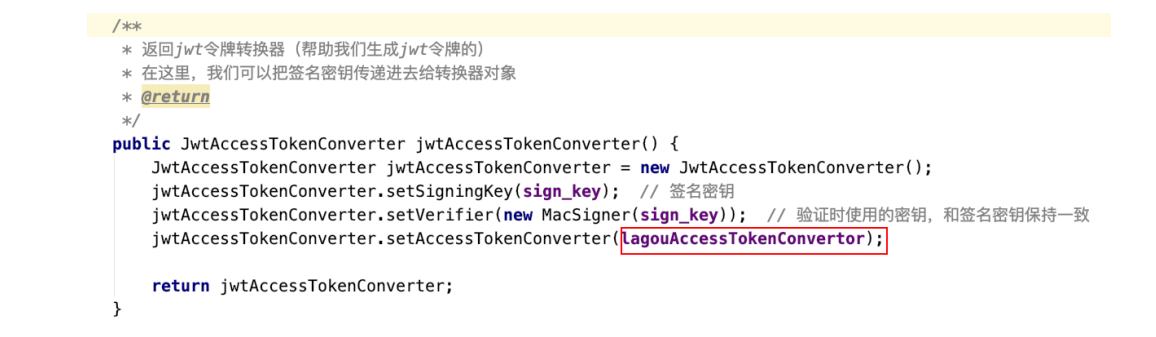 /**
 * 返回jwt令牌转换器（帮助我们生成jwt令牌的）
 * 在这里，我们可以把签名密钥传递进去给转换器对象
 * @return
 */
public JwtAccessTokenConverter jwtAccessTokenConverter() {
    JwtAccessTokenConverter jwtAccessTokenConverter = new JwtAccessTokenConverter();
    jwtAccessTokenConverter.setSigningKey(sign_key);  // 签名密钥
    jwtAccessTokenConverter.setVerifier(new MacSigner(sign_key));  // 验证时使用的密钥，和签名密钥保持一致
    jwtAccessTokenConverter.setAccessTokenConverter(lagouAccessTokenConvertor);
    return jwtAccessTokenConverter;
}